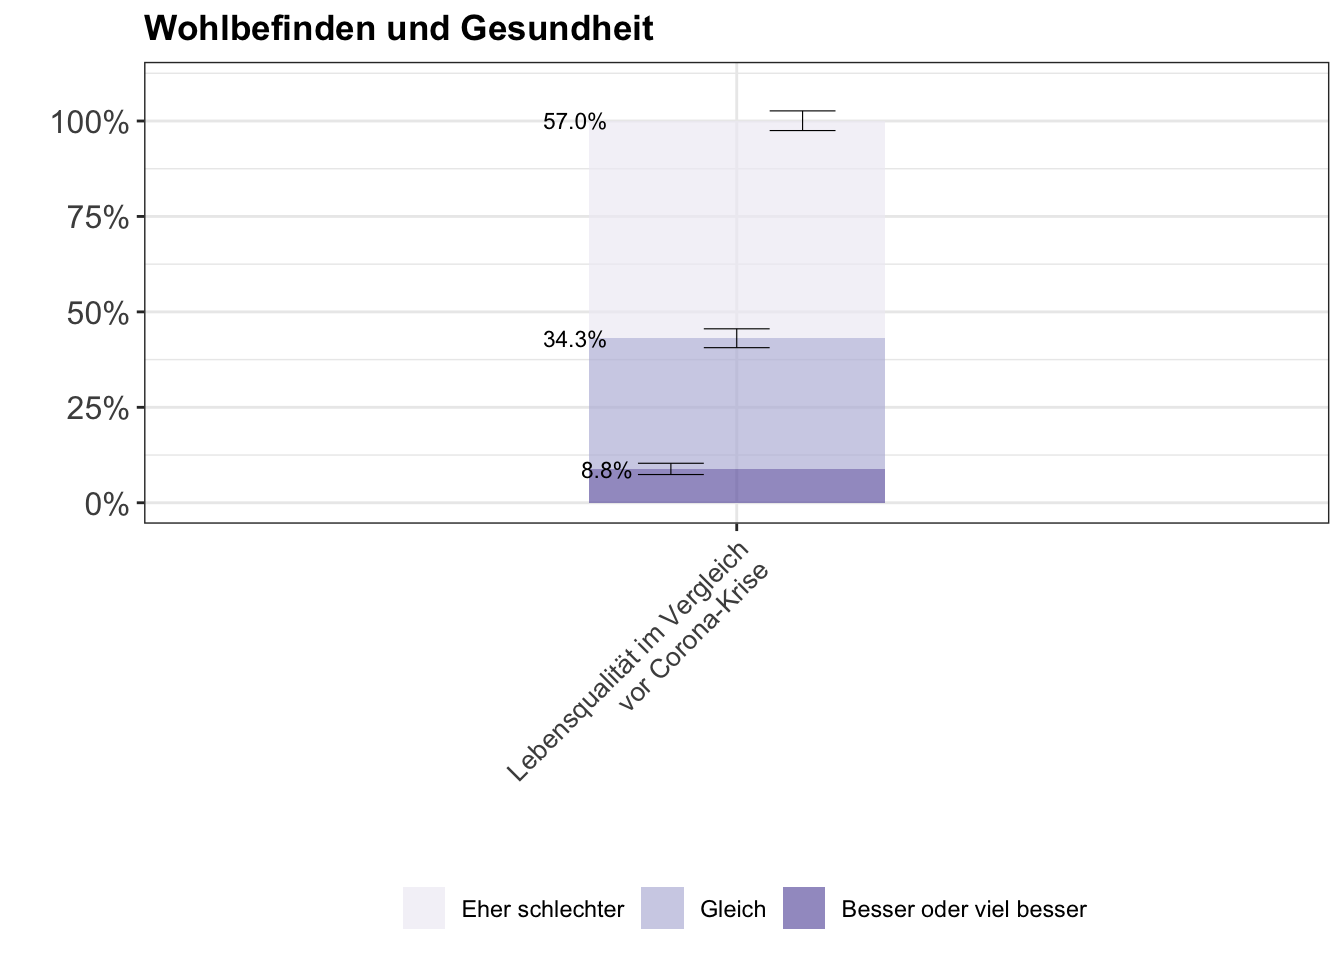 Wohlbefinden und Gesundheit
100%
75%
50%
25%
0%
57.0%
34.3%
8.8%
Lebensqualität im Vergleich
vor Corona-Krise
Eher schlechter
Gleich
Besser oder viel besser